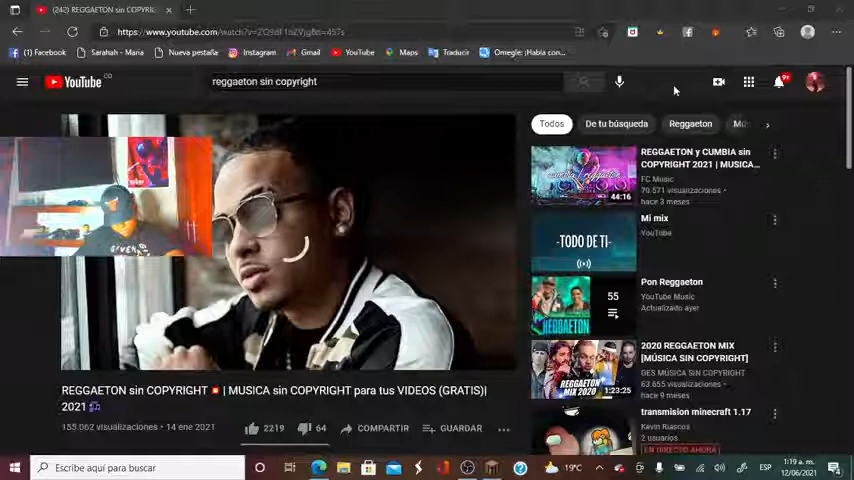 (242) REGGAETON sin COPYRIG
https://www.youtube.com/watch?v=
(1) Facebook
Sarahah - Maria
Nueva pestaña
Instagram
Gmail
YouTube
Maps
Traducir
Omegle: ¡Habla con...
YouTube CO
reggaeton sin copyright
9+
Todos
De tu búsqueda
Reggaeton
REGGAETON y CUMBIA sin
COPYRIGHT 2021 | MUSICA...
FC Music
70.571 visualizaciones •
hace 3 meses
44:16
Mi mix
YouTube
-TODO DE TI-
Pon Reggaeton
YouTube Music
Actualizado ayer
55
REGGAETON
2020 REGGAETON MIX
[MÚSICA SIN COPYRIGHT]
GES MÚSICA SIN COPYRIGHT
63.655 visualizaciones •
hace 9 meses
REGGAETON
MIX 2020
1:23:25
transmision minecraft 1.17
Kevin Riascos
2 usuarios
EN DIRECTO AHORA
GIVEN
REGGAETON sin COPYRIGHT | MUSICA sin COPYRIGHT para tus VIDEOS (GRATIS)|
2021
155.062 visualizaciones • 14 ene 2021
2219
64
COMPARTIR
GUARDAR
Escribe aquí para buscar
19°C
ESP
1:19 a. m.
12/06/2021
4